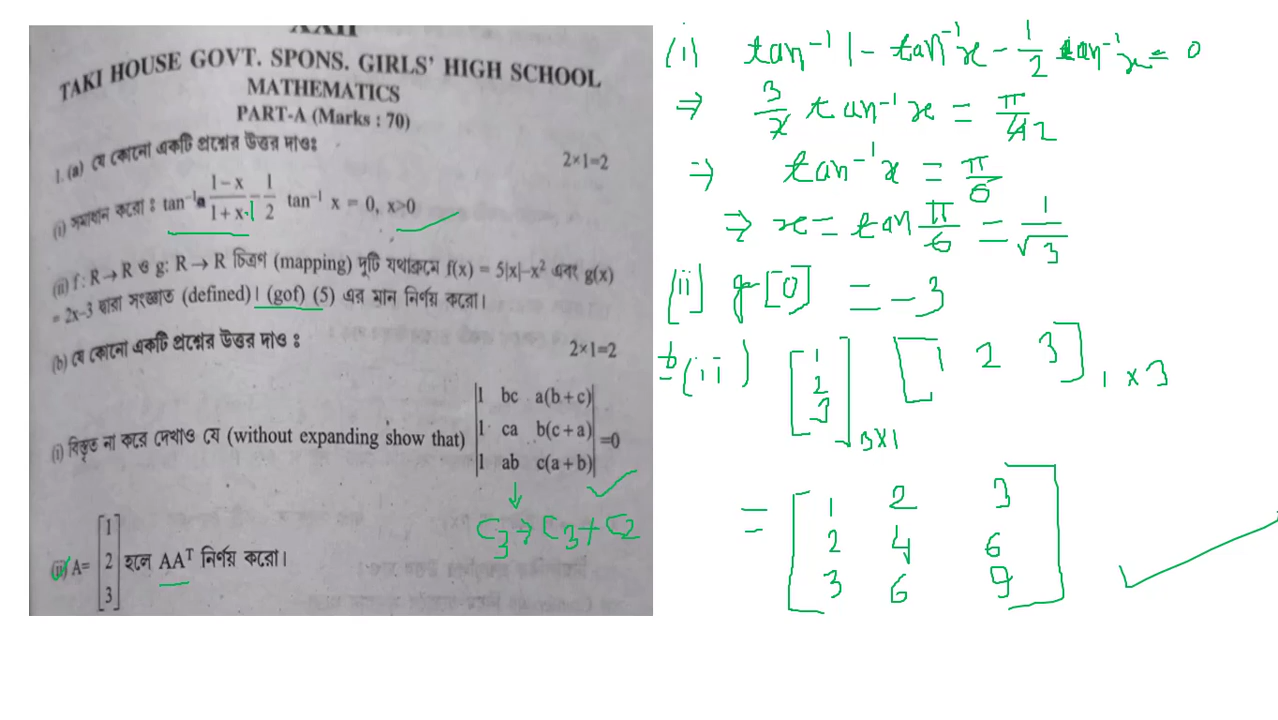 XXII
TAKI HOUSE GOVT. SPONS. GIRLS' HIGH SCHOOL
MATHEMATICS
PART-A (Marks : 70)
1. (a) যে কোনো একটি প্রশ্নের উত্তর দাওঃ 2×1=2
(i) সমাধান করো : tan⁻¹ (1−x)/(1+x) − 1/2 tan⁻¹ x = 0, x>0
(ii) f : R → R ও g: R → R চিত্রণ (mapping) দুটি যথাক্রমে f(x) = 5|x|−x² এবং g(x)
= 2x−3 দ্বারা সংজ্ঞাত (defined)। (gof) (5) এর মান নির্ণয় করো।
(b) যে কোনো একটি প্রশ্নের উত্তর দাও ঃ 2×1=2
|1 bc a(b+c)|
(i) বিস্তৃত না করে দেখাও যে (without expanding show that) |1 ca b(c+a)| =0
|1 ab c(a+b)|
C3 → C3 + C2
(ii) A= [1 2 3] হলে AAᵀ নির্ণয় করো।
(i) tan⁻¹ 1 − tan⁻¹ x − 1/2 tan⁻¹ x = 0
⇒ 3/2 tan⁻¹ x = π/42
⇒ tan⁻¹ x = π/6
⇒ x = tan π/6 = 1/√3
(ii) g[0] = −3
b(ii) [1 2 3] 3×1 [1 2 3] 1×3
= [1 2 3
2 4 6
3 6 9]